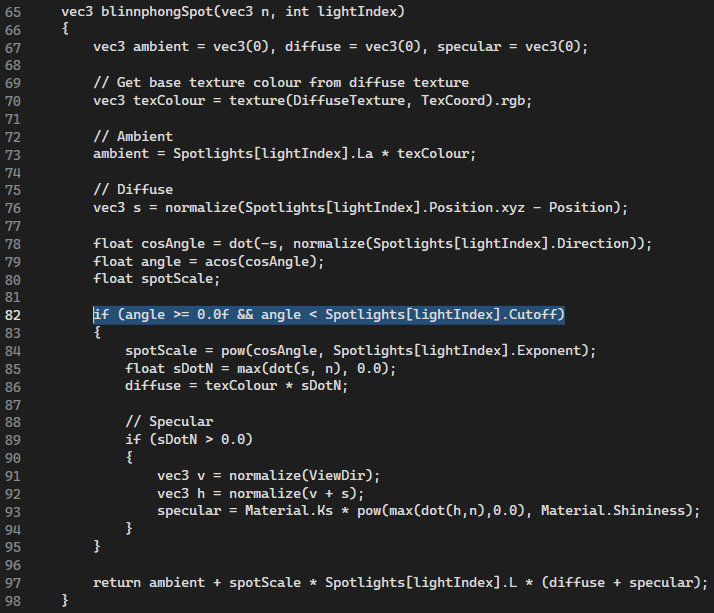 65 vec3 blinnphongSpot(vec3 n, int lightIndex)
66 {
67 vec3 ambient = vec3(0), diffuse = vec3(0), specular = vec3(0);
68
69 // Get base texture colour from diffuse texture
70 vec3 texColour = texture(DiffuseTexture, TexCoord).rgb;
71
72 // Ambient
73 ambient = Spotlights[lightIndex].La * texColour;
74
75 // Diffuse
76 vec3 s = normalize(Spotlights[lightIndex].Position.xyz - Position);
77
78 float cosAngle = dot(-s, normalize(Spotlights[lightIndex].Direction));
79 float angle = acos(cosAngle);
80 float spotScale;
81
82 if (angle >= 0.0f && angle < Spotlights[lightIndex].Cutoff)
83 {
84 spotScale = pow(cosAngle, Spotlights[lightIndex].Exponent);
85 float sDotN = max(dot(s, n), 0.0);
86 diffuse = texColour * sDotN;
87
88 // Specular
89 if (sDotN > 0.0)
90 {
91 vec3 v = normalize(ViewDir);
92 vec3 h = normalize(v + s);
93 specular = Material.Ks * pow(max(dot(h,n),0.0), Material.Shininess);
94 }
95 }
96
97 return ambient + spotScale * Spotlights[lightIndex].L * (diffuse + specular);
98 }